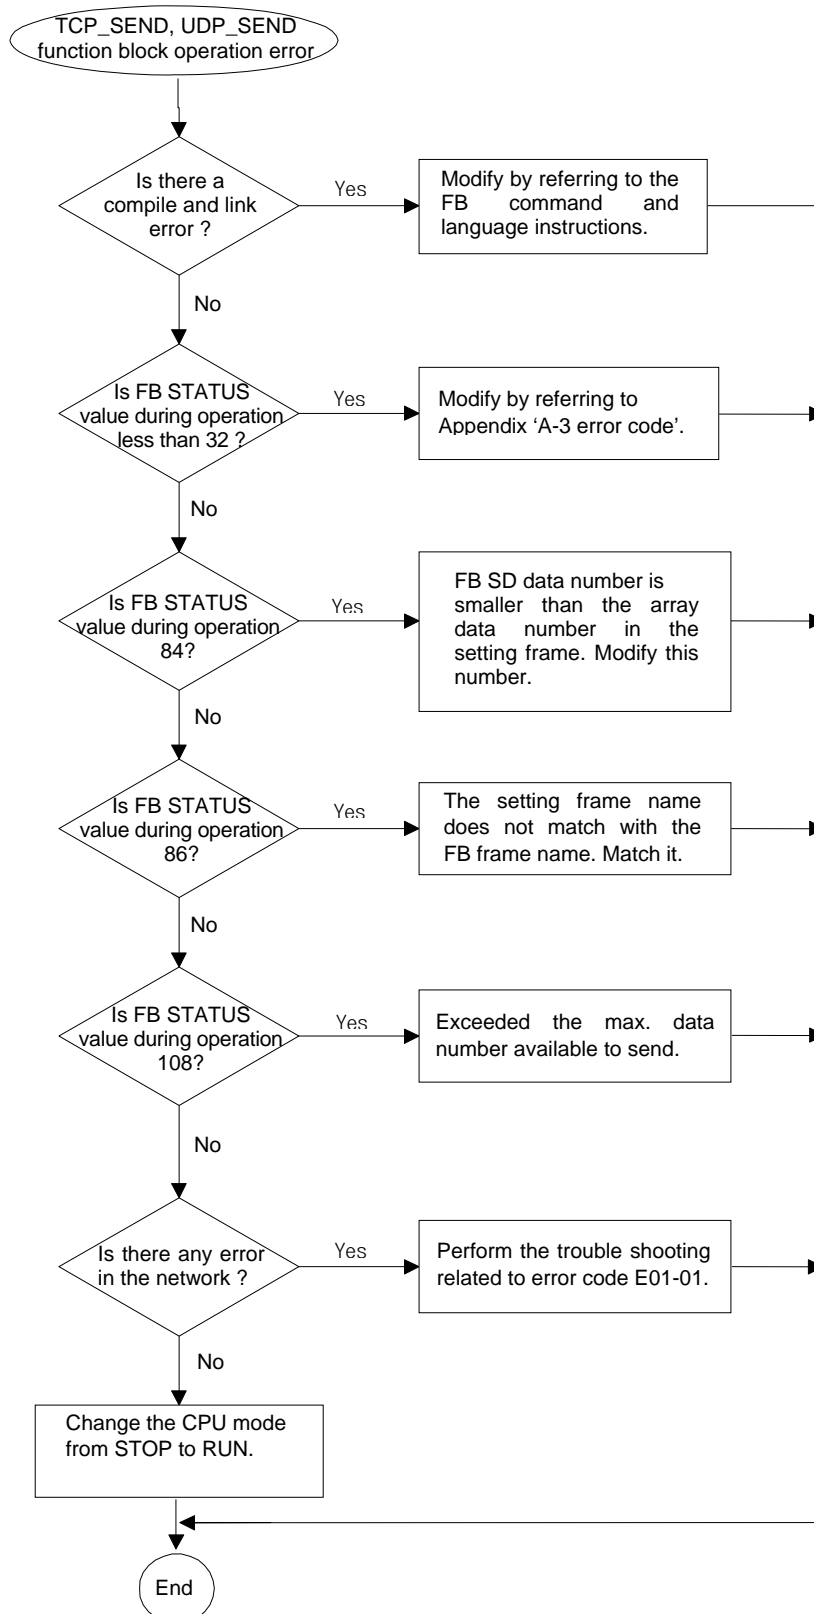 TCP_SEND, UDP_SEND
function block operation error
Is there a
compile and link
error ?
Yes
Modify by referring to the
FB command and
language instructions.
No
Is FB STATUS
value during operation
less than 32 ?
Yes
Modify by referring to
Appendix ‘A-3 error code’.
No
Is FB STATUS
value during operation
84?
Yes
FB SD data number is
smaller than the array
data number in the
setting frame. Modify this
number.
No
Is FB STATUS
value during operation
86?
Yes
The setting frame name
does not match with the
FB frame name. Match it.
No
Is FB STATUS
value during operation
108?
Yes
Exceeded the max. data
number available to send.
No
Is there any error
in the network ?
Yes
Perform the trouble shooting
related to error code E01-01.
No
Change the CPU mode
from STOP to RUN.
End